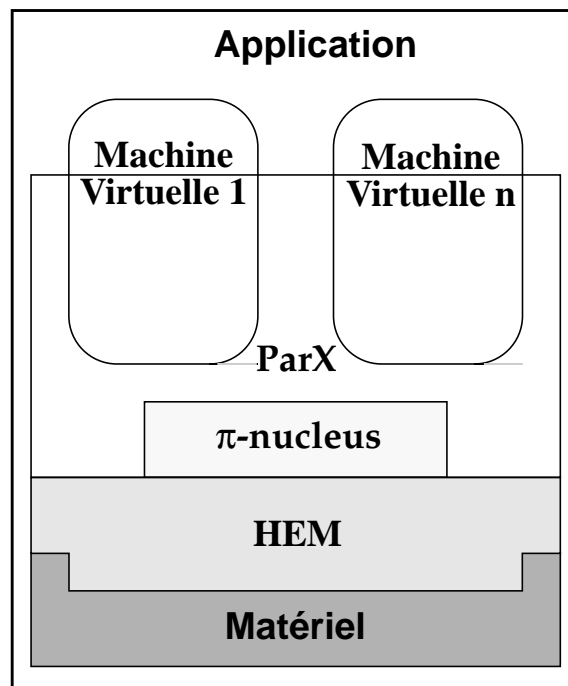 Application
Machine
Virtuelle 1
Machine
Virtuelle n
ParX
π-nucleus
HEM
Matériel